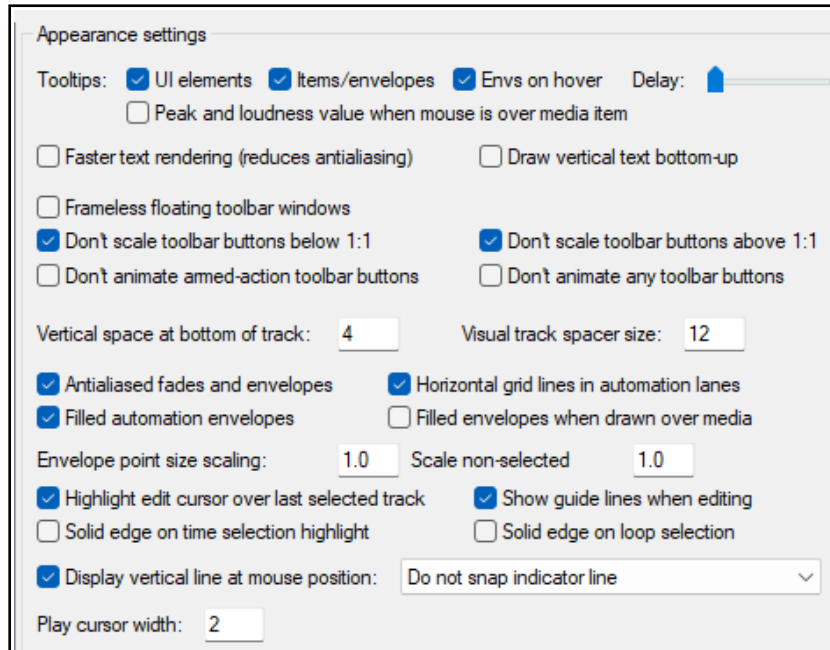 Appearance settings
Tooltips: UI elements Items/envelopes Envs on hover Delay:
Peak and loudness value when mouse is over media item
Faster text rendering (reduces antialiasing) Draw vertical text bottom-up
Frameless floating toolbar windows
Don't scale toolbar buttons below 1:1 Don't scale toolbar buttons above 1:1
Don't animate armed-action toolbar buttons Don't animate any toolbar buttons
Vertical space at bottom of track: 4 Visual track spacer size: 12
Antialiased fades and envelopes Horizontal grid lines in automation lanes
Filled automation envelopes Filled envelopes when drawn over media
Envelope point size scaling: 1.0 Scale non-selected 1.0
Highlight edit cursor over last selected track Show guide lines when editing
Solid edge on time selection highlight Solid edge on loop selection
Display vertical line at mouse position: Do not snap indicator line
Play cursor width: 2